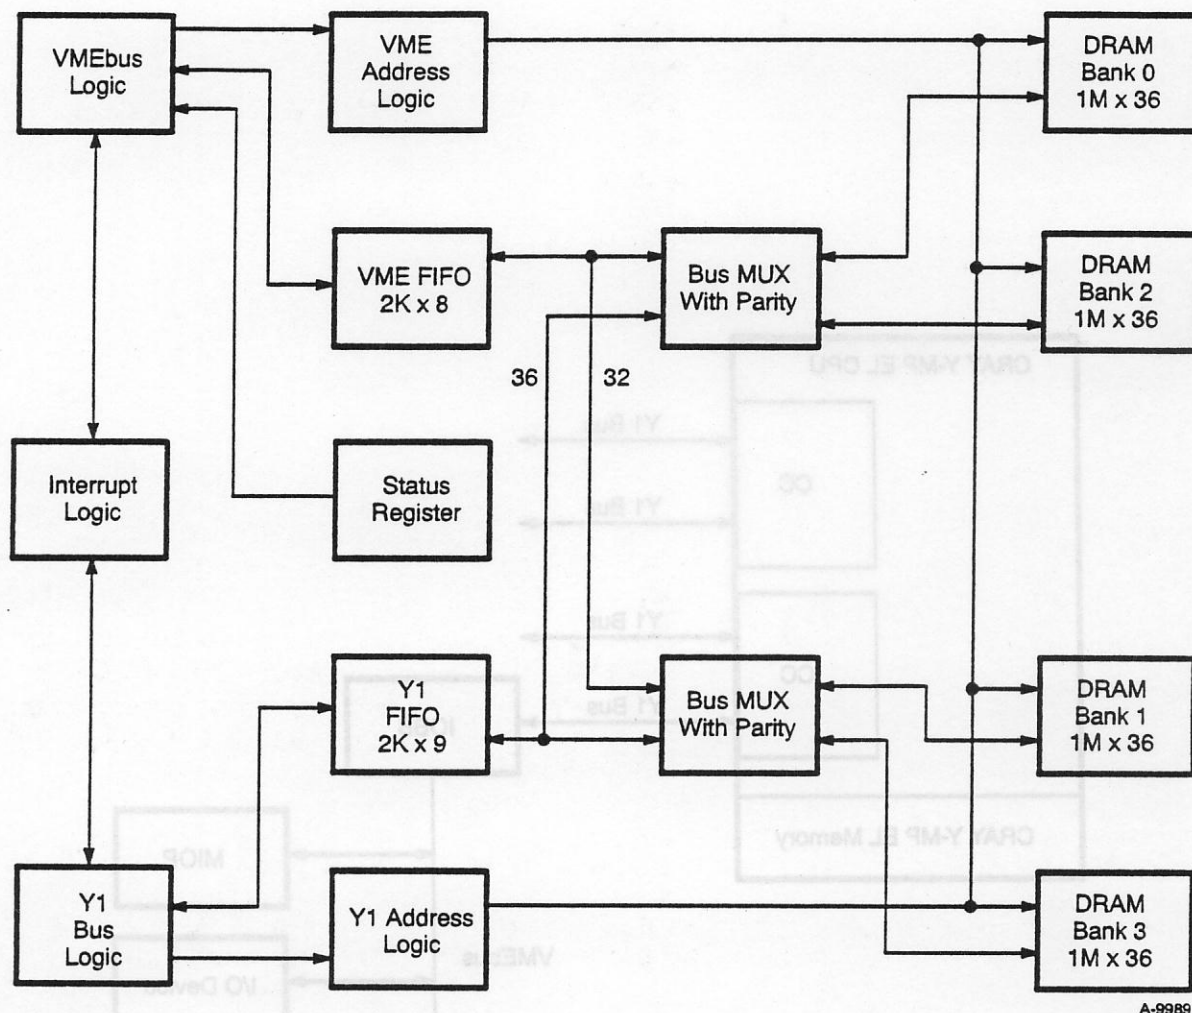 VMEbus
Logic
VME
Address
Logic
DRAM
Bank 0
1M x 36
VME FIFO
2K x 8
Bus MUX
With Parity
DRAM
Bank 2
1M x 36
36
32
CRAY Y-MP EL CPU
Y1 Bus
CC
Y1 Bus
Interrupt
Logic
Status
Register
Y1 Bus
CC
Y1 Bus
Y1
FIFO
2K x 9
Bus MUX
With Parity
DRAM
Bank 1
1M x 36
MIOP
CRAY Y-MP EL Memory
Y1
Bus
Logic
Y1 Address
Logic
DRAM
Bank 3
1M x 36
VMEbus
I/O Device
A-9989